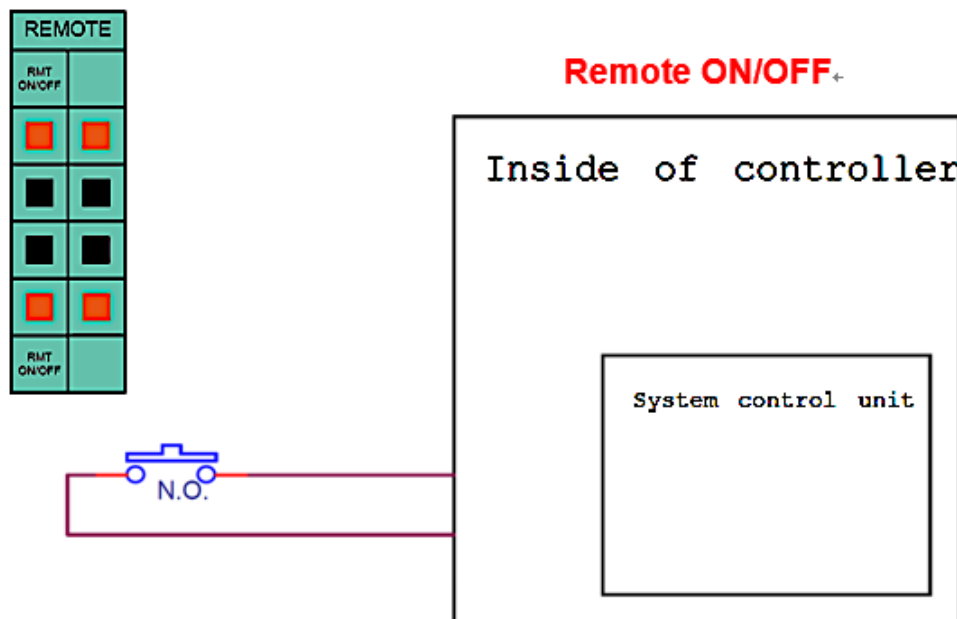 REMOTE
RMT
ON/OFF
Remote ON/OFF↵
Inside of controller
RMT
ON/OFF
System control unit
N.O.